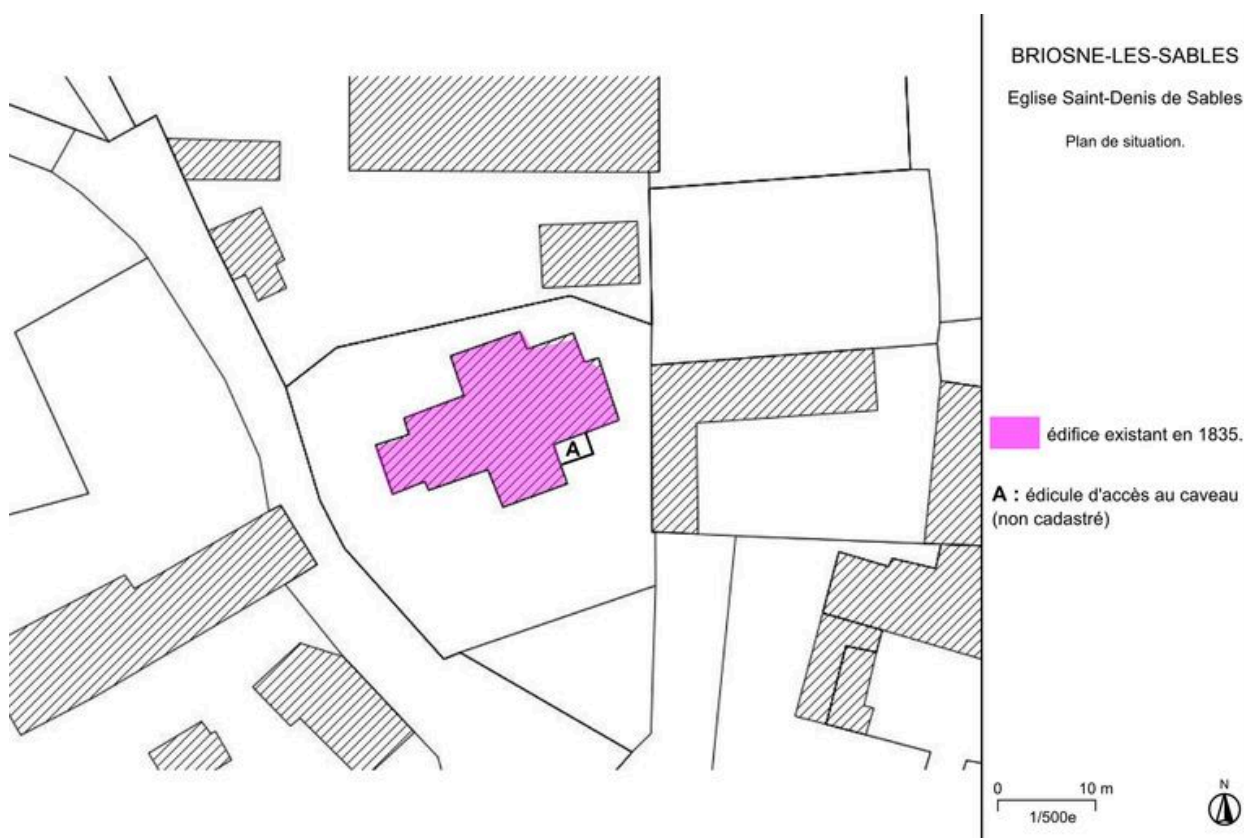 BRIOSNE-LES-SABLES
Eglise Saint-Denis de Sables
Plan de situation.
A
édifice existant en 1835.
A : édicule d'accès au caveau
(non cadastré)
N
0 10 m
1/500e